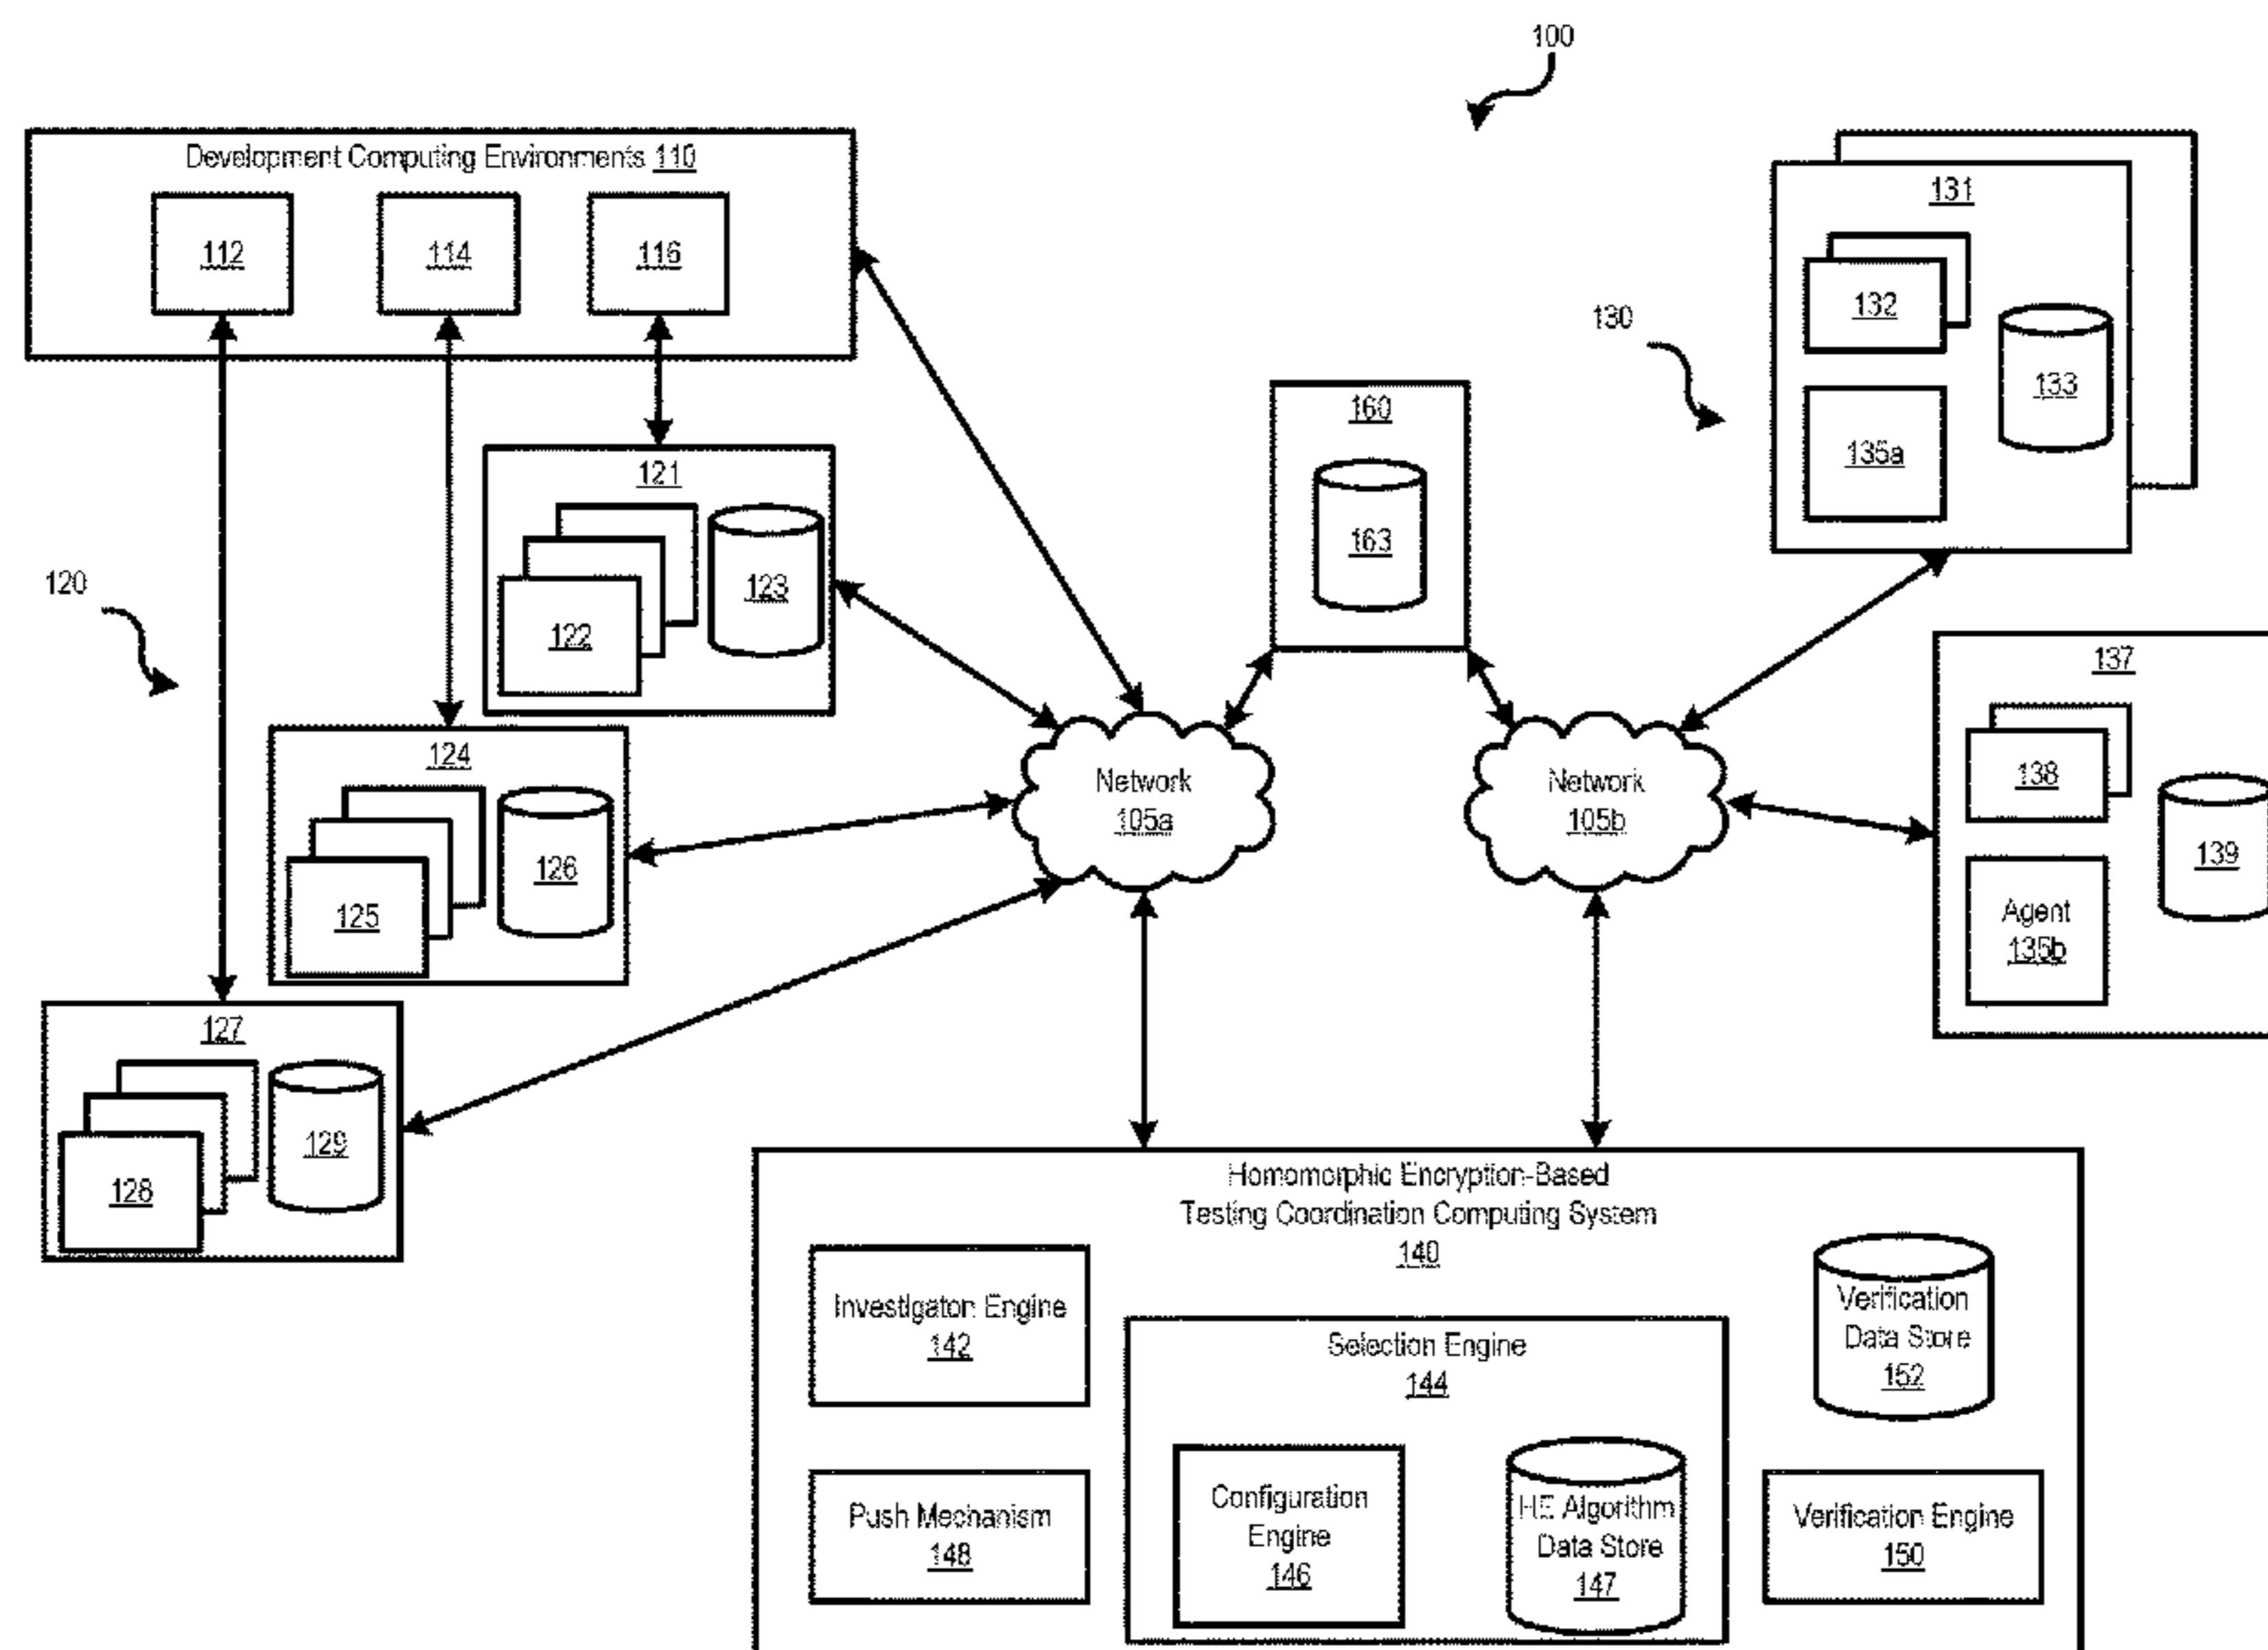 100
Development Computing Environments 110
112
114
116
131
132
133
135a
130
160
163
121
122
123
120
137
138
139
Agent
135b
124
125
126
Network
105a
Network
105b
127
128
129
Homomorphic Encryption-Based
Testing Coordination Computing System
140
Investigaton Engine
142
Selection Engine
144
Verification
Data Store
152
Push Mechanism
148
Configuration
Engine
146
HE Algorithm
Data Store
147
Verification Engine
150